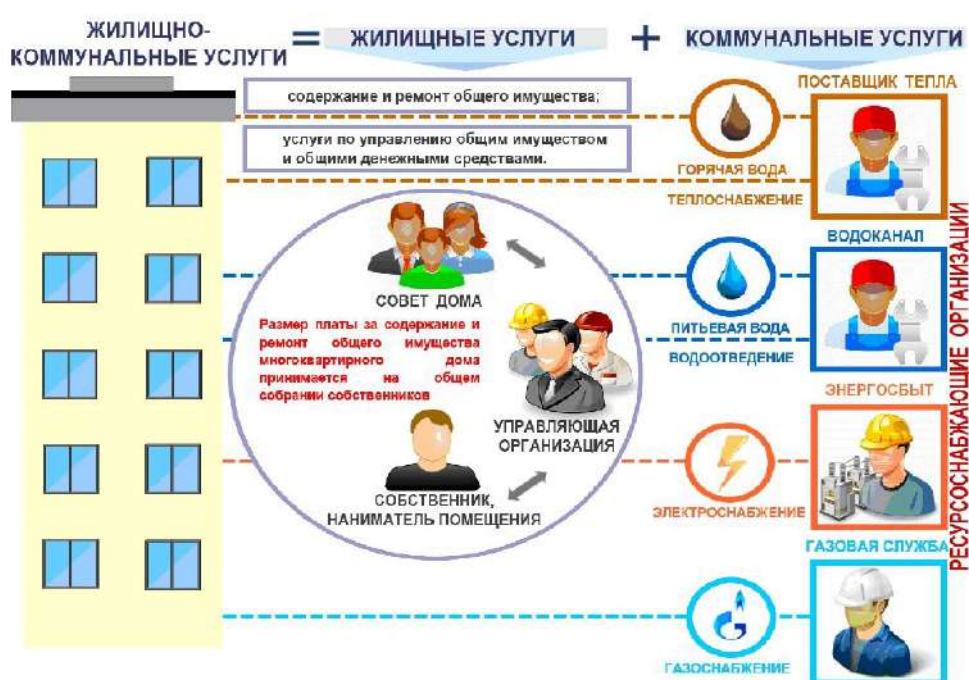 ЖИЛИЩНО-
КОММУНАЛЬНЫЕ УСЛУГИ
=
ЖИЛИЩНЫЕ УСЛУГИ
+
КОММУНАЛЬНЫЕ УСЛУГИ
содержание и ремонт общего имущества;
услуги по управлению общим имуществом
и общими денежными средствами.
СОВЕТ ДОМА
Размер платы за содержание и
ремонт общего имущества
многоквартирного дома
принимается на общем
собрании собственников
УПРАВЛЯЮЩАЯ
ОРГАНИЗАЦИЯ
СОБСТВЕННИК,
НАНИМАТЕЛЬ ПОМЕЩЕНИЯ
ПОСТАВЩИК ТЕПЛА
ГОРЯЧАЯ ВОДА
ТЕПЛОСНАБЖЕНИЕ
ВОДОКАНАЛ
ПИТЬЕВАЯ ВОДА
ВОДООТВЕДЕНИЕ
ЭНЕРГОСБЫТ
ЭЛЕКТРОСНАБЖЕНИЕ
ГАЗОВАЯ СЛУЖБА
ГАЗОСНАБЖЕНИЕ
РЕСУРСОСНАБЖАЮЩИЕ ОРГАНИЗАЦИИ